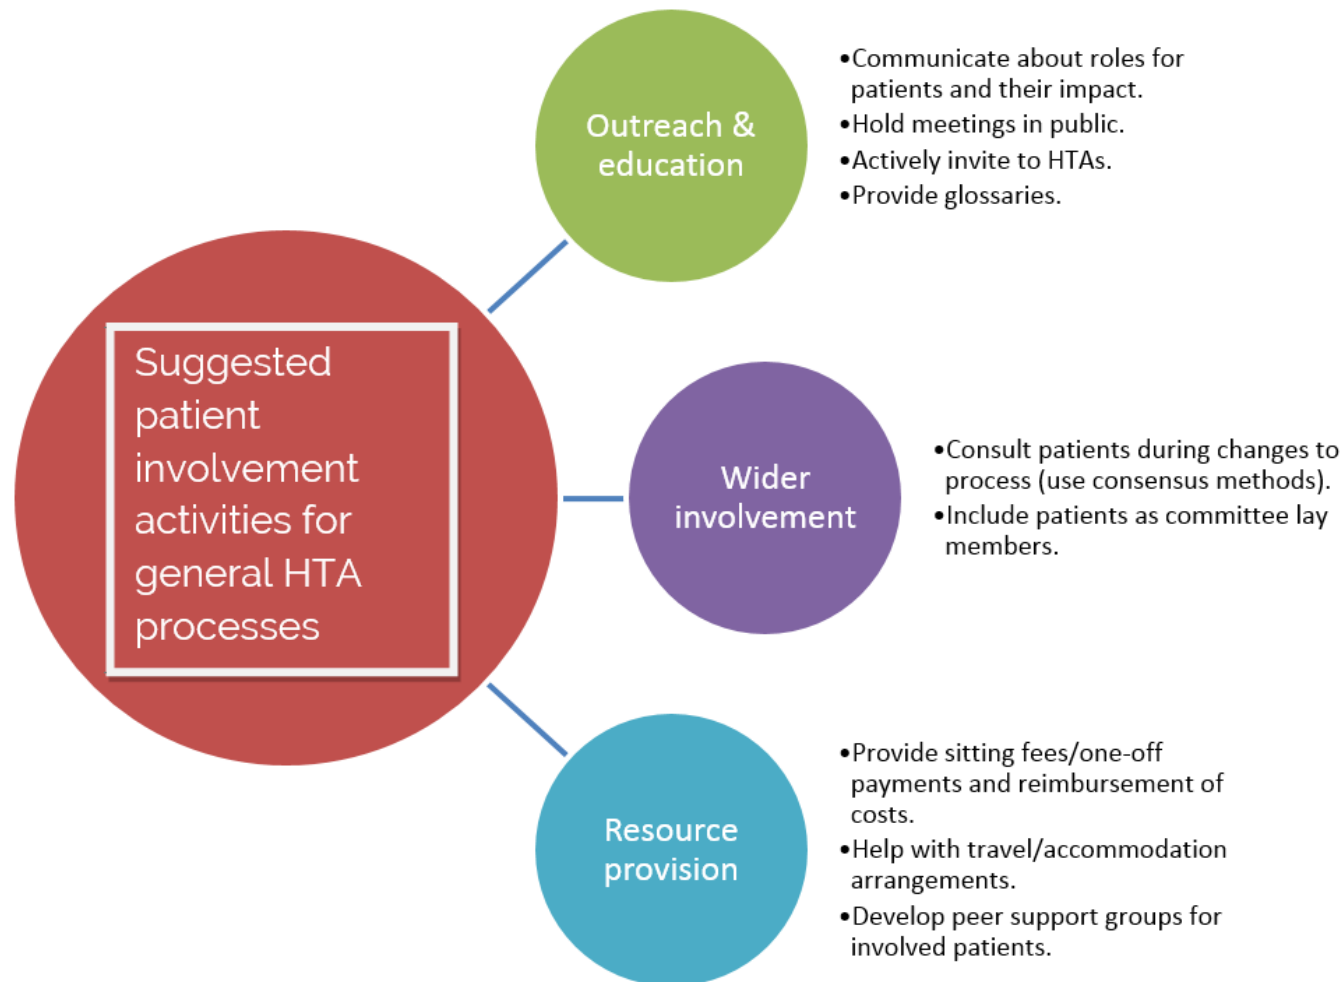 Suggested
patient
involvement
activities for
general HTA
processes
Outreach &
education
•Communicate about roles for
patients and their impact.
•Hold meetings in public.
•Actively invite to HTAs.
•Provide glossaries.
Wider
involvement
•Consult patients during changes to
process (use consensus methods).
•Include patients as committee lay
members.
Resource
provision
•Provide sitting fees/one-off
payments and reimbursement of
costs.
•Help with travel/accommodation
arrangements.
•Develop peer support groups for
involved patients.